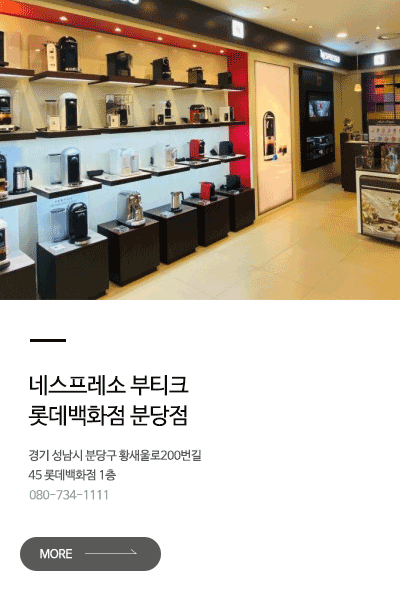 NESPRESSO
네스프레소 부티크
롯데백화점 분당점
경기 성남시 분당구 황새울로200번길
45 롯데백화점 1층
080-734-1111
MORE